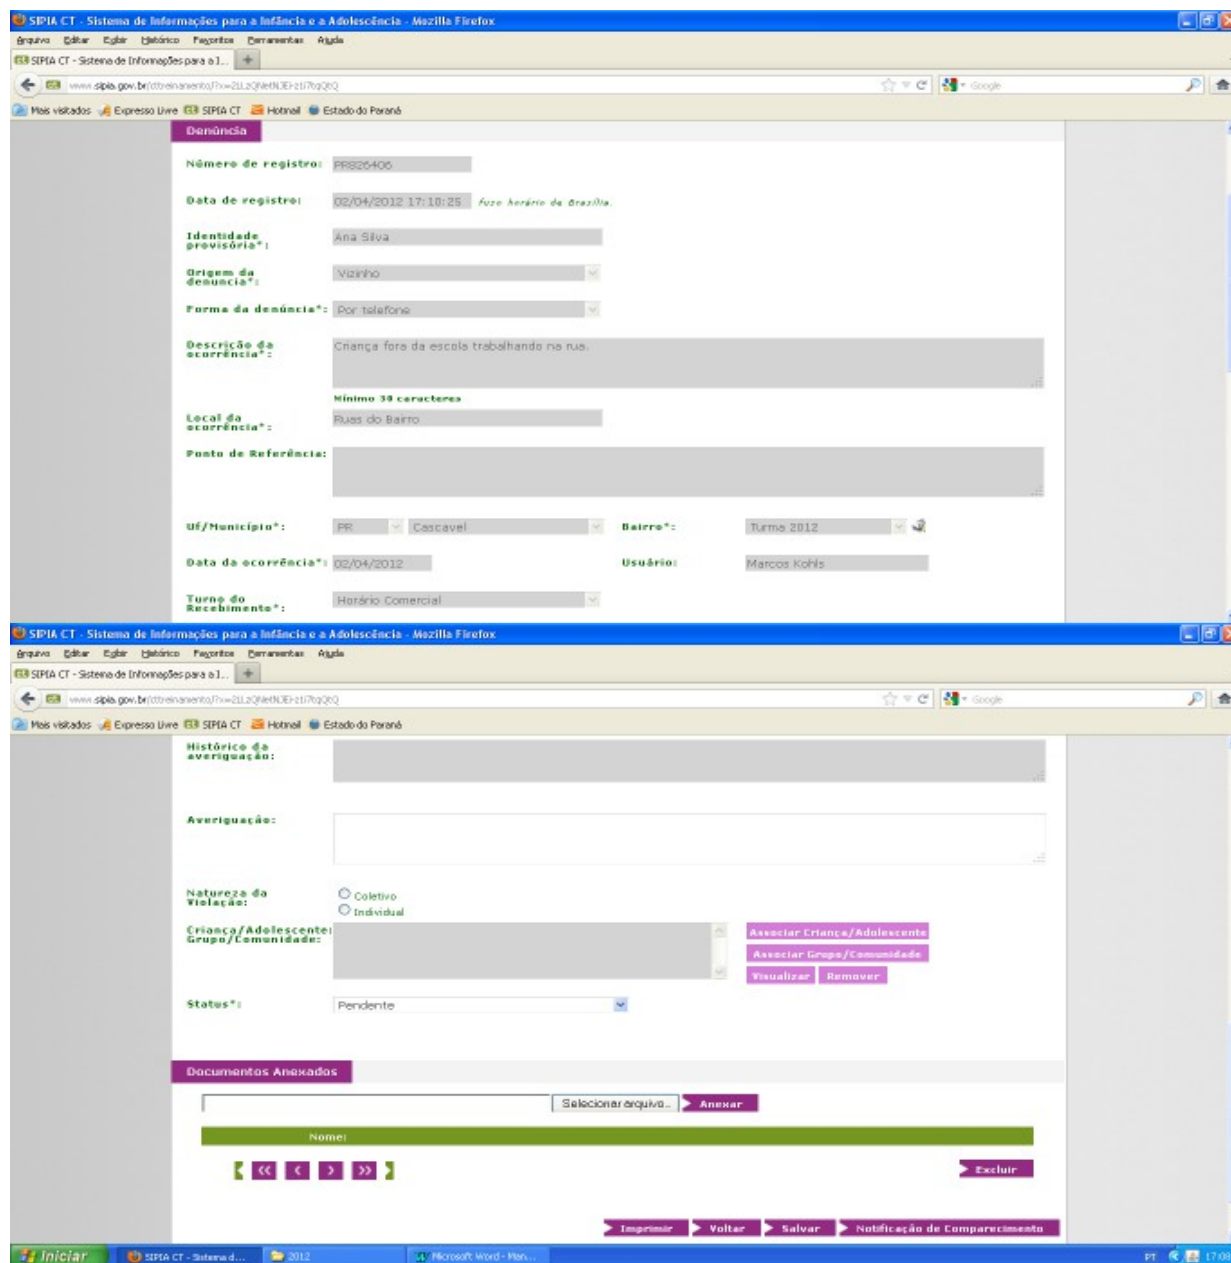 SIPIA CT - Sistema de Informações para a Infância e a Adolescência - Mozilla Firefox
Arquivo Editar Exibir Histórico Favoritos Ferramentas Ajuda
SIPIA CT - Sistema de Informações para a I... +
Google
Mais visitados Expresso Livre SIPIA CT Hotmail Estado do Paraná
Denúncia
Número de registro: PR826406
Data de registro: 02/04/2012 17:10:25 fuso horário de Brasília.
Identidade provisória*: Ana Silva
Origem da denuncia*: Vizinho
Forma da denúncia*: Por telefone
Descrição da ocorrência*: Criança fora da escola trabalhando na rua.
Mínimo 30 caracteres
Local da ocorrência*: Ruas do Bairro
Ponto de Referência:
Uf/Município*: PR Cascavel Bairro*: Turma 2012
Data da ocorrência*: 02/04/2012 Usuário: Marcos Kohls
Turno do Recebimento*: Horário Comercial
SIPIA CT - Sistema de Informações para a Infância e a Adolescência - Mozilla Firefox
Arquivo Editar Exibir Histórico Favoritos Ferramentas Ajuda
SIPIA CT - Sistema de Informações para a I... +
Google
Mais visitados Expresso Livre SIPIA CT Hotmail Estado do Paraná
Histórico da averiguação:
Averiguação:
Natureza da Violação: Coletivo
Individual
Criança/Adolescente: Grupo/Comunidade: Associar Criança/Adolescente
Associar Grupo/Comunidade
Visualizar Remover
Status*: Pendente
Documentos Anexados
Selecionar arquivo... Anexar
Nome:
<< < > >> Excluir
Imprimir Voltar Salvar Notificação de Comparecimento
Iniciar SIPIA CT - Sistema d... 2012 Microsoft Word - Man... PT 17:08